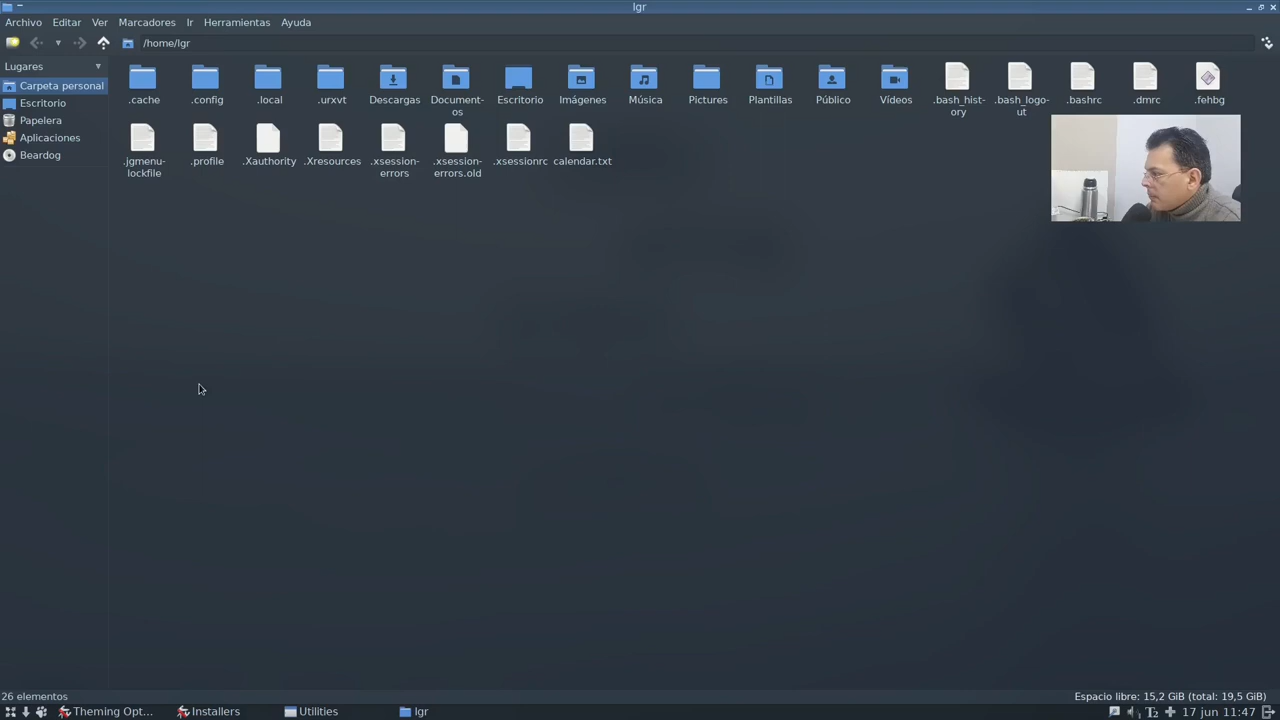 lgr
Archivo Editar Ver Marcadores Ir Herramientas Ayuda
/home/lgr
Lugares
Carpeta personal
Escritorio
Papelera
Aplicaciones
Beardog
.cache .config .local .urxvt Descargas Document-
os Escritorio Imágenes Música Pictures Plantillas Público Vídeos .bash_hist-
ory .bash_logo-
ut .bashrc .dmrc .fehbg
.jgmenu-
lockfile .profile .Xauthority .Xresources .xsession-
errors .xsession-
errors.old .xsessionrc calendar.txt
26 elementos
Espacio libre: 15,2 GiB (total: 19,5 GiB)
Theming Opt... Installers Utilities lgr
17 jun 11:47